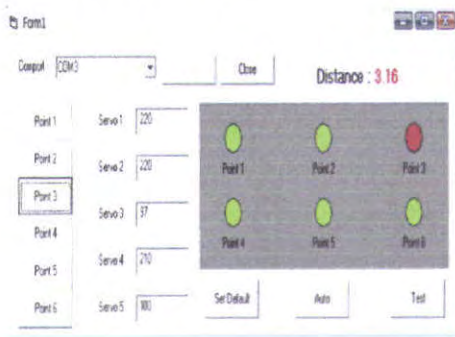 Form1
Comport COM3 Close
Distance : 3.16
Point 1
Point 2
Point 3
Point 4
Point 5
Point 6
Servo 1 220
Servo 2 220
Servo 3 97
Servo 4 210
Servo 5 180
Point 1 Point 2 Point 3
Point 4 Point 5 Point 6
Set Default Auto Test